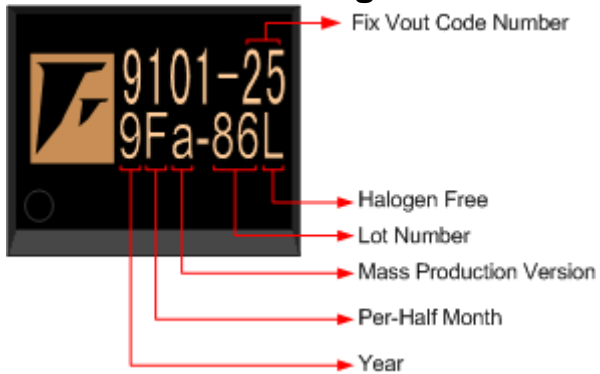 Fix Vout Code Number
9101-25
9Fa-86L
Halogen Free
Lot Number
Mass Production Version
Per-Half Month
Year